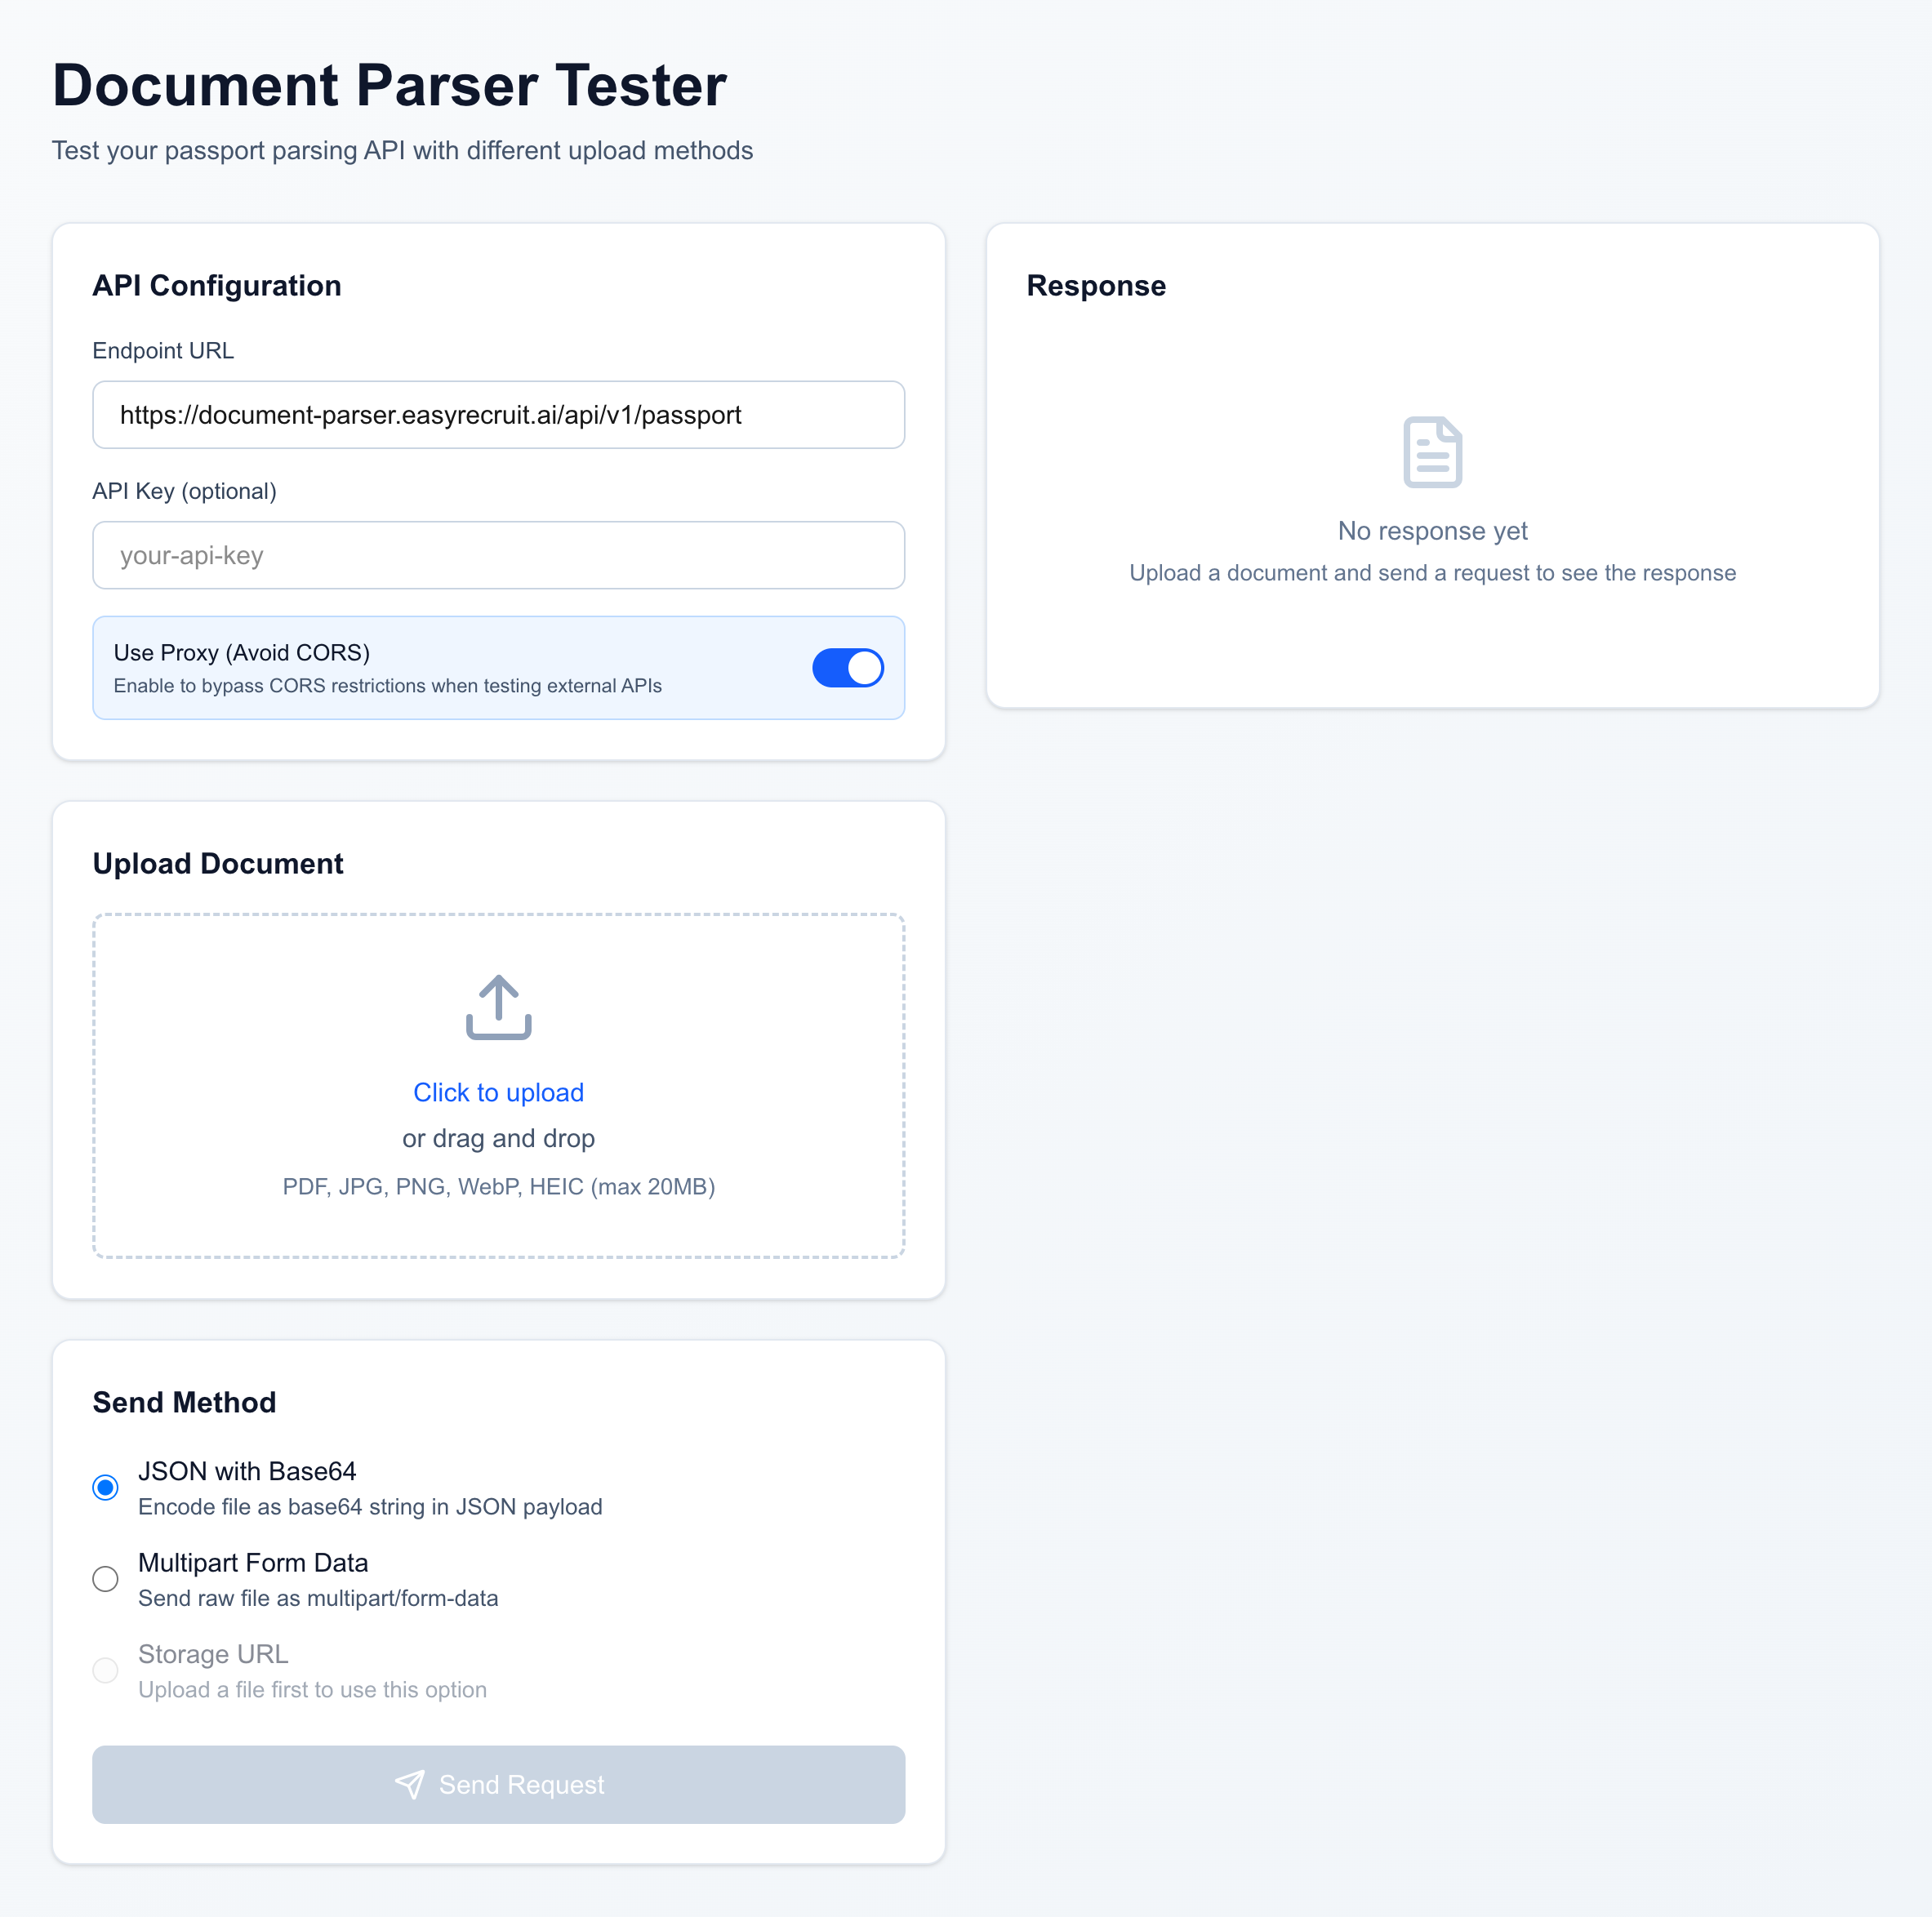 Document Parser Tester
Test your passport parsing API with different upload methods
API Configuration
Endpoint URL
https://document-parser.easyrecruit.ai/api/v1/passport
API Key (optional)
your-api-key
Use Proxy (Avoid CORS)
Enable to bypass CORS restrictions when testing external APIs
Upload Document
Click to upload
or drag and drop
PDF, JPG, PNG, WebP, HEIC (max 20MB)
Send Method
JSON with Base64
Encode file as base64 string in JSON payload
Multipart Form Data
Send raw file as multipart/form-data
Storage URL
Upload a file first to use this option
Send Request
Response
No response yet
Upload a document and send a request to see the response